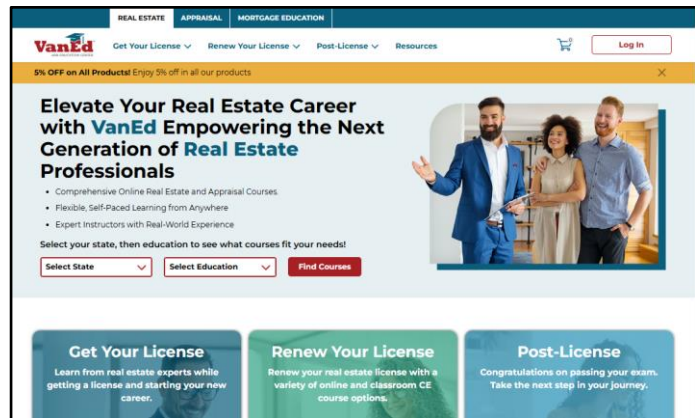 REAL ESTATE APPRAISAL MORTGAGE EDUCATION
VanEd Get Your License Renew Your License Post-License Resources 0 Log In
5% OFF on All Products! Enjoy 5% off in all our products
Elevate Your Real Estate Career
with VanEd Empowering the Next
Generation of Real Estate
Professionals
• Comprehensive Online Real Estate and Appraisal Courses.
• Flexible, Self-Paced Learning from Anywhere
• Expert Instructors with Real-World Experience
Select your state, then education to see what courses fit your needs!
Select State Select Education Find Courses
Get Your License
Learn from real estate experts while
getting a license and starting your new
career.
Renew Your License
Renew your real estate license with a
variety of online and classroom CE
course options.
Post-License
Congratulations on passing your exam.
Take the next step in your journey.